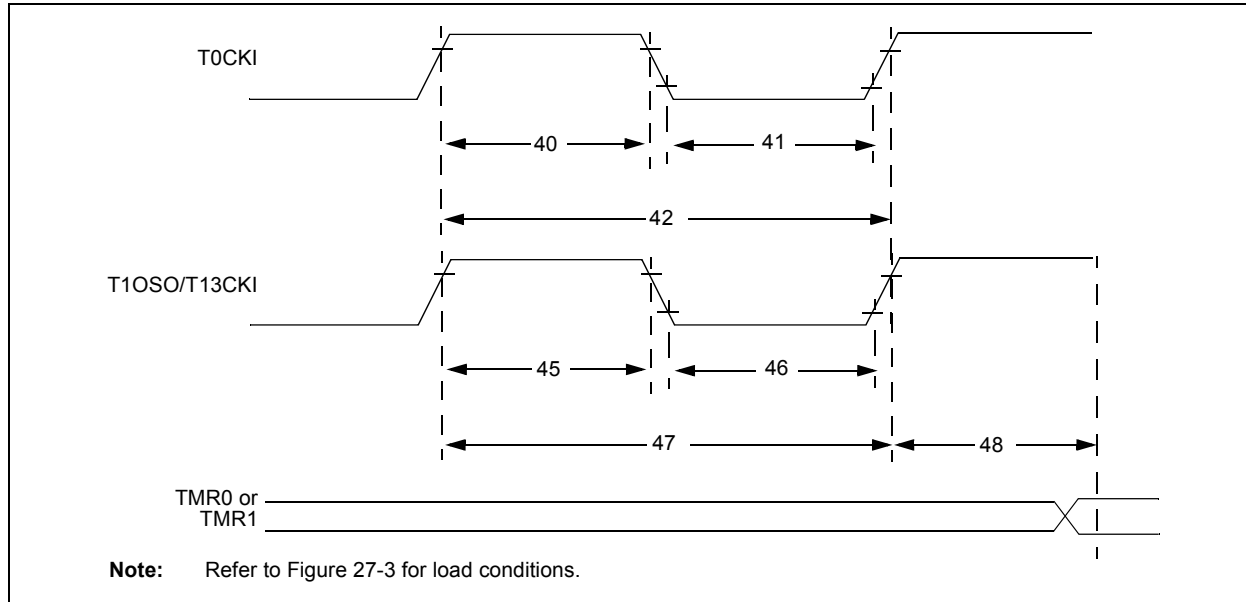 T0CKI
40
41
42
T1OSO/T13CKI
45
46
47
48
TMR0 or
TMR1
Note: Refer to Figure 27-3 for load conditions.